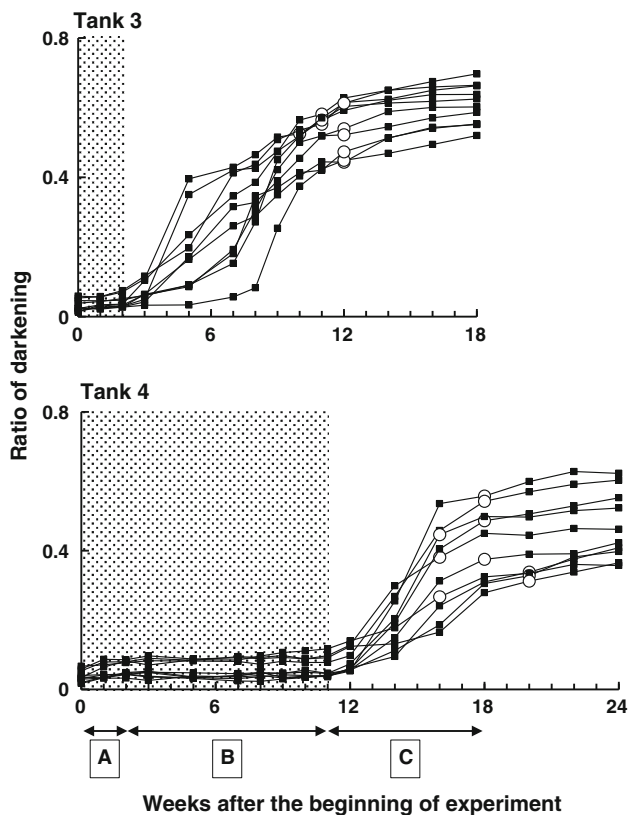 Tank 3
0.8
0.4
0
0 6 12 18
Ratio of darkening
Tank 4
0.8
0.4
0
0 6 12 18 24
A B C
Weeks after the beginning of experiment